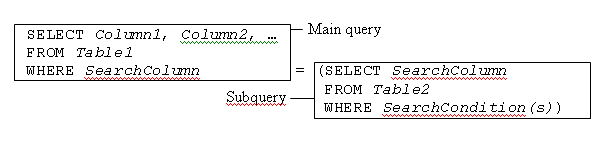 SELECT Column1, Column2, …
Main query
FROM Table1
WHERE SearchColumn = (SELECT SearchColumn
Subquery
FROM Table2
WHERE SearchCondition(s))